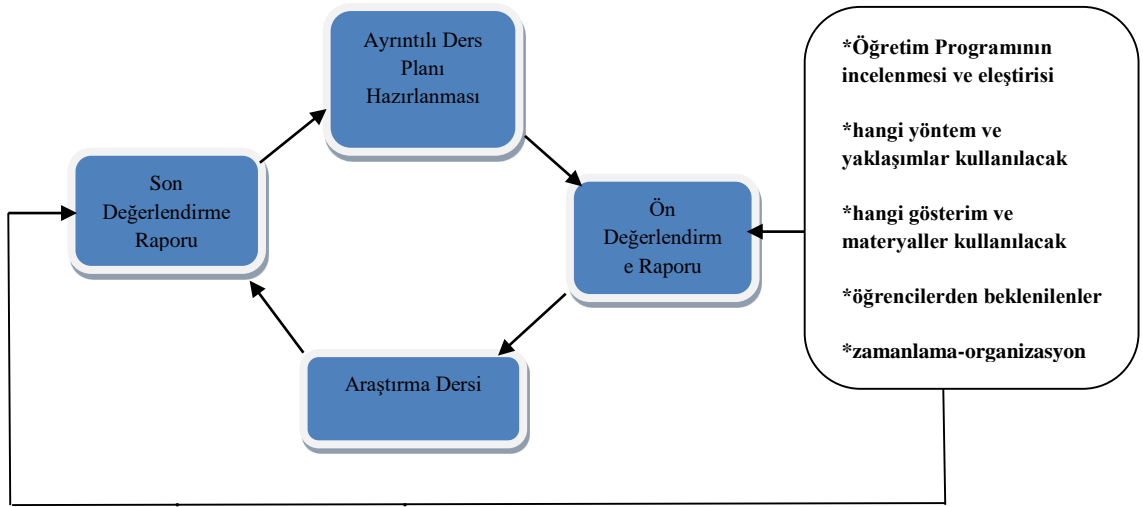 Ayrıntılı Ders
Planı
Hazırlanması
Son
Değerlendirme
Raporu
Ön
Değerlendirm
e Raporu
Araştırma Dersi
*Öğretim Programının
incelenmesi ve eleştirisi
*hangi yöntem ve
yaklaşımlar kullanılacak
*hangi gösterim ve
materyaller kullanılacak
*öğrencilerden beklenilenler
*zamanlama-organizasyon